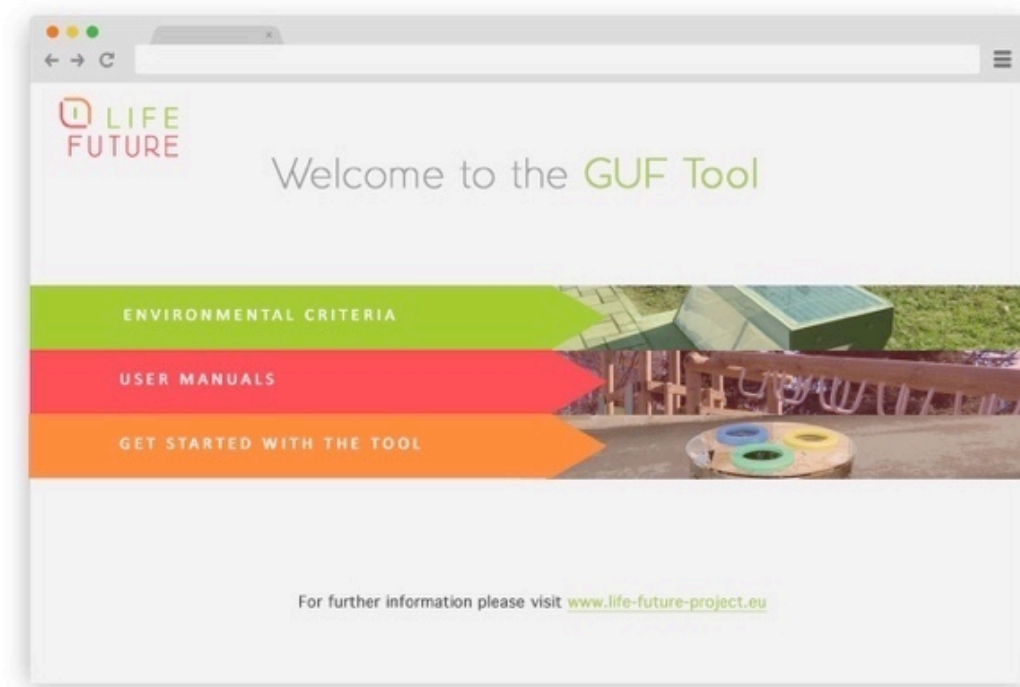 LIFE
FUTURE
Welcome to the GUF Tool
ENVIRONMENTAL CRITERIA
USER MANUALS
GET STARTED WITH THE TOOL
For further information please visit www.life-future-project.eu